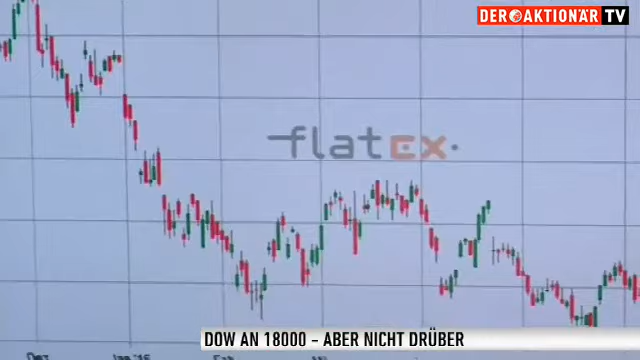 DER AKTIONÄR TV
flatex
DOW AN 18000 – ABER NICHT DRÜBER